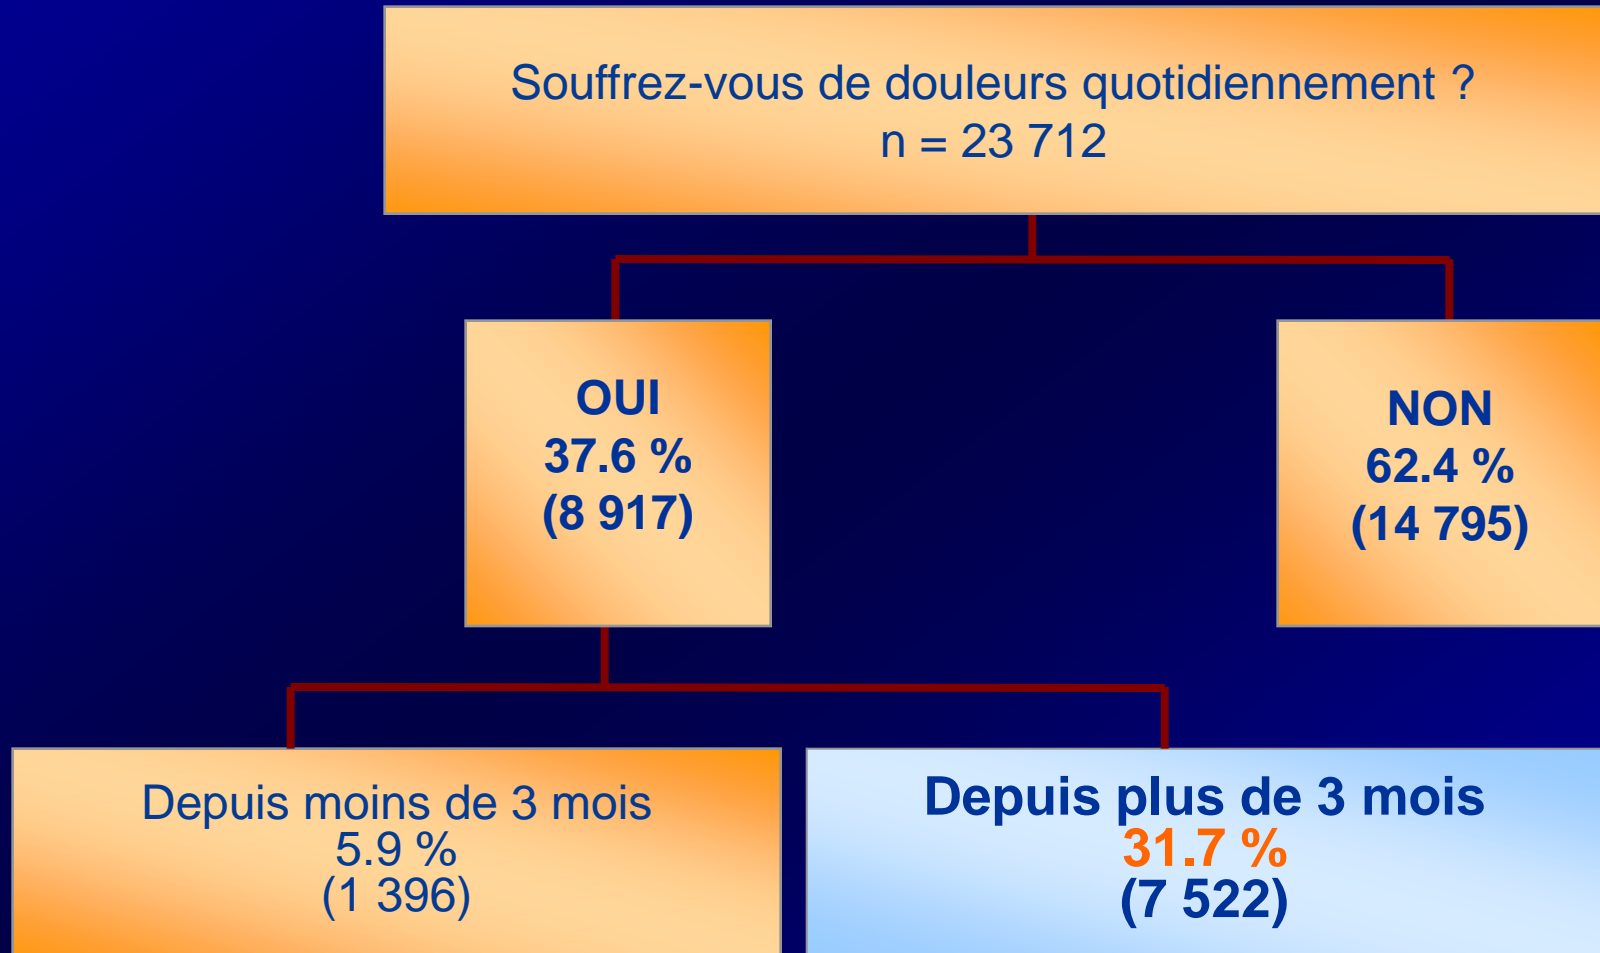 Souffrez-vous de douleurs quotidiennement ?
n = 23 712
OUI
37.6 %
(8 917)
NON
62.4 %
(14 795)
Depuis moins de 3 mois
5.9 %
(1 396)
Depuis plus de 3 mois
31.7 %
(7 522)